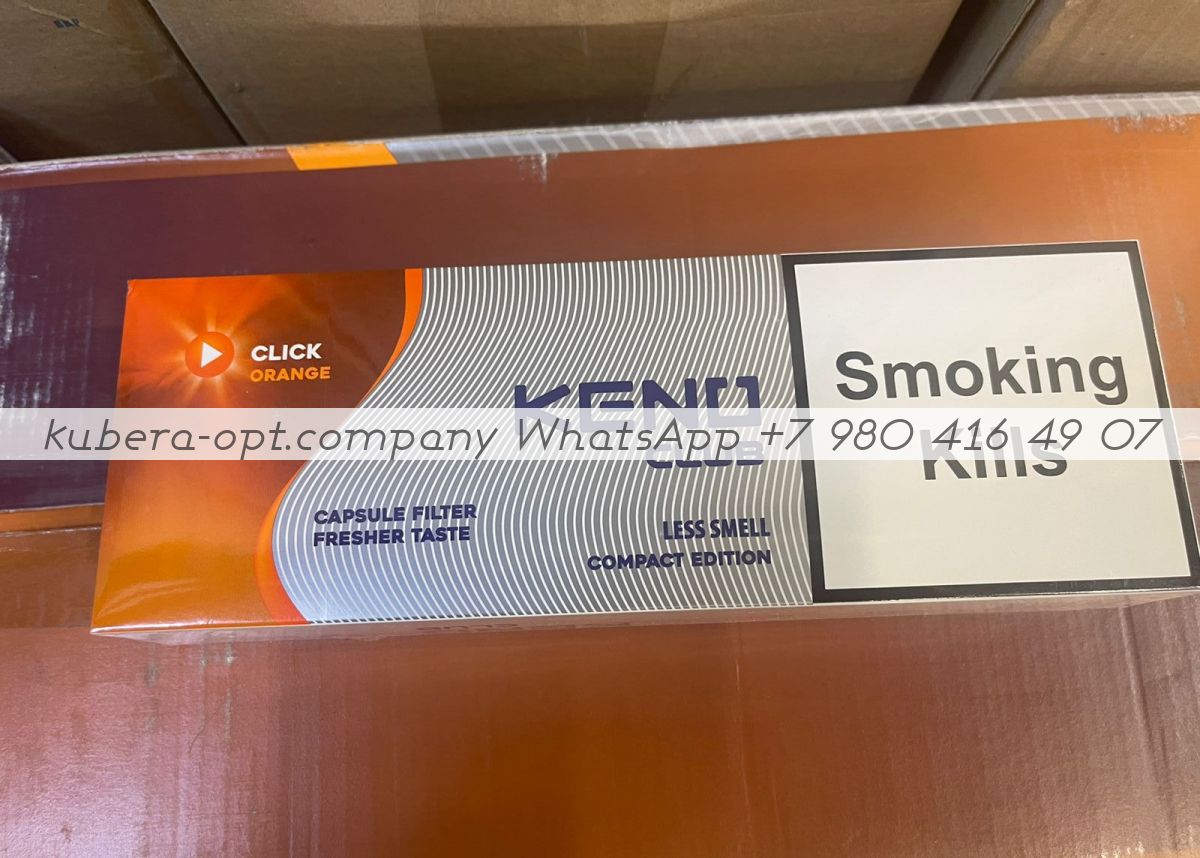 CLICK
ORANGE
KENO
CLUB
kubera-opt.company WhatsApp +7 980 416 49 07
CAPSULE FILTER
FRESHER TASTE
LESS SMELL
COMPACT EDITION
Smoking
Kills